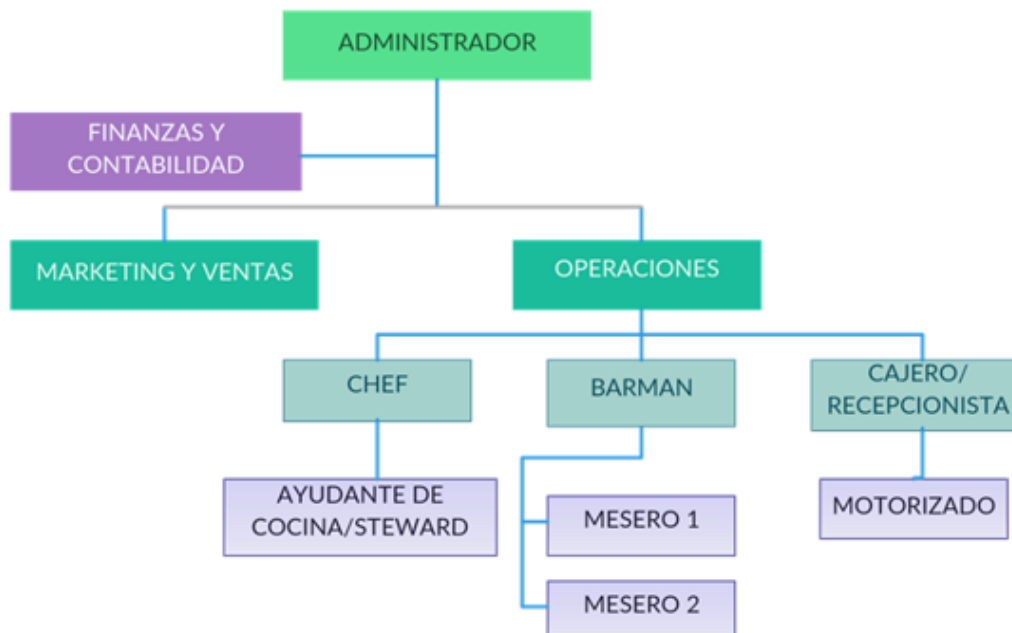 ADMINISTRADOR
FINANZAS Y
CONTABILIDAD
MARKETING Y VENTAS
OPERACIONES
CHEF
BARMAN
CAJERO/
RECEPCIONISTA
AYUDANTE DE
COCINA/STEWARD
MESERO 1
MOTORIZADO
MESERO 2